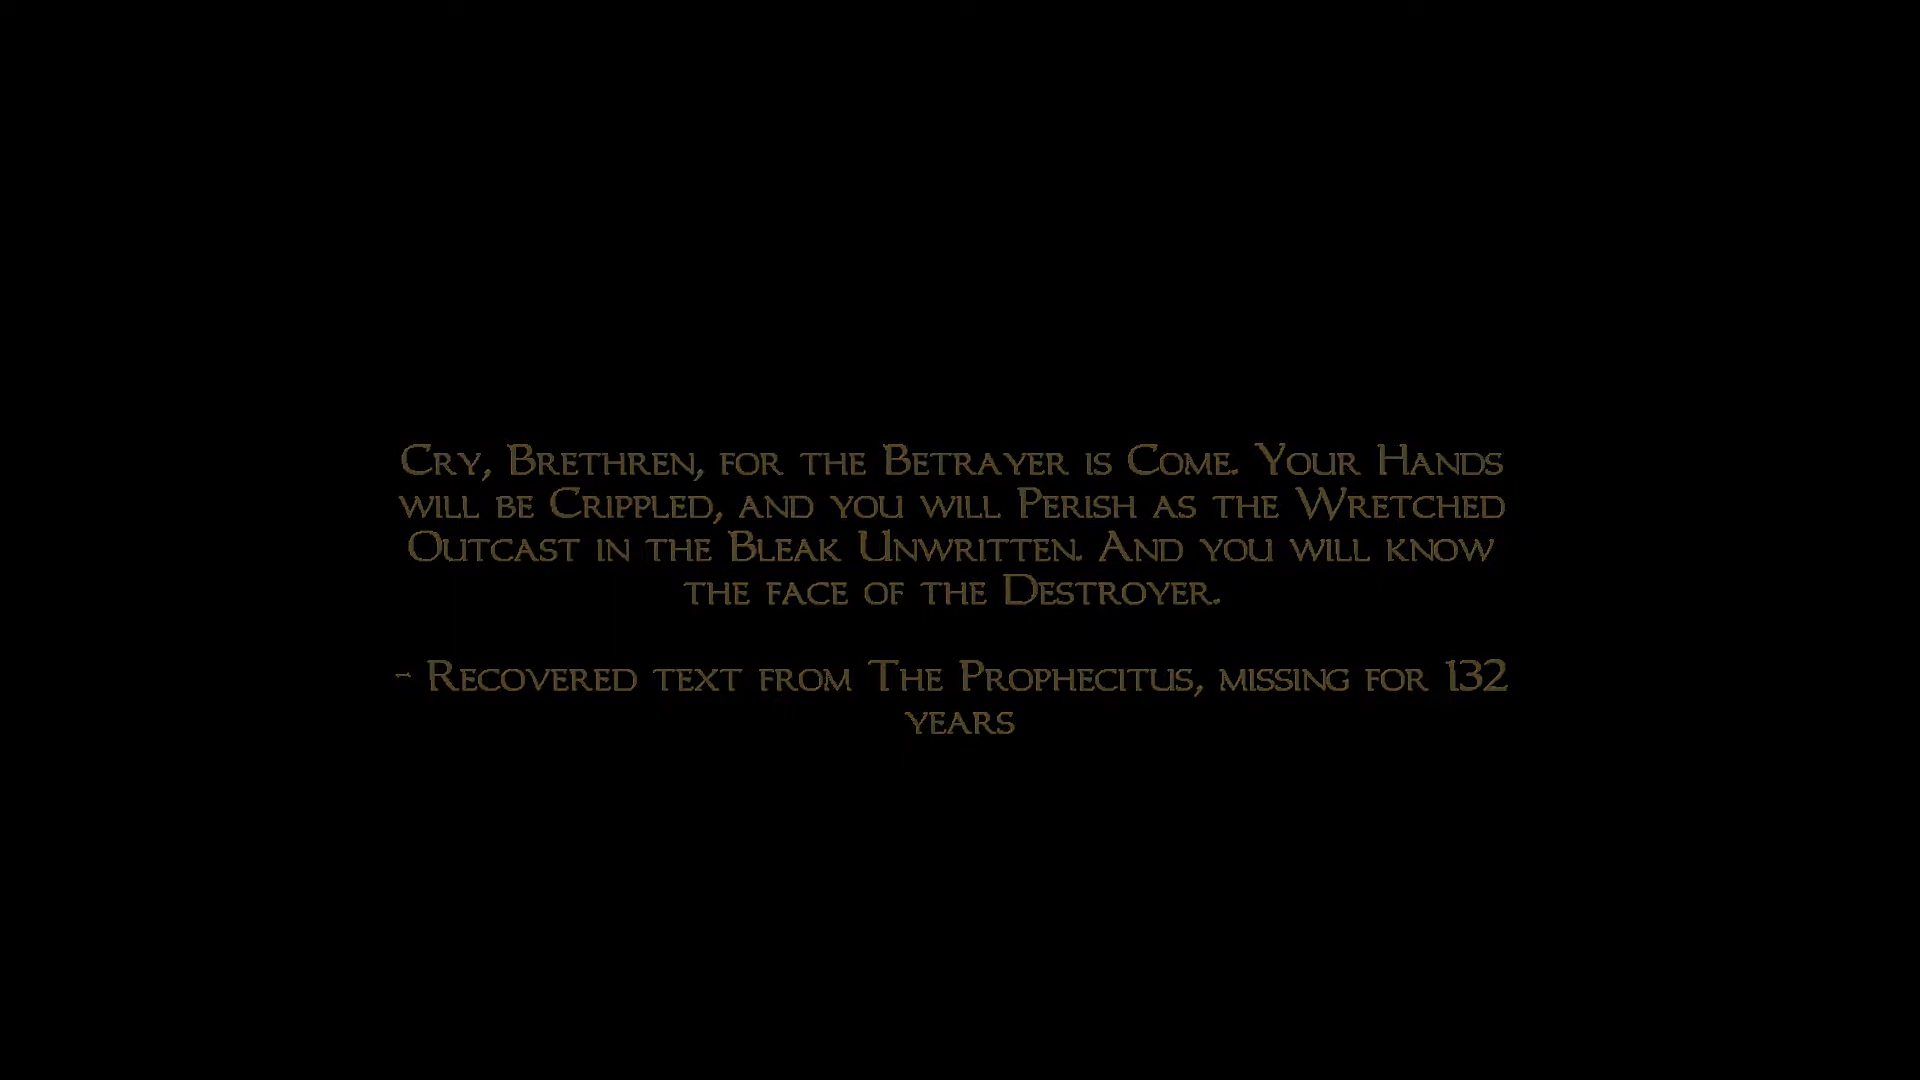 Cry, Brethren, for the Betrayer is Come. Your Hands
will be Crippled, and you will Perish as the Wretched
Outcast in the Bleak Unwritten. And you will know
the face of the Destroyer.
- Recovered text from The Prophecitus, missing for 132
years